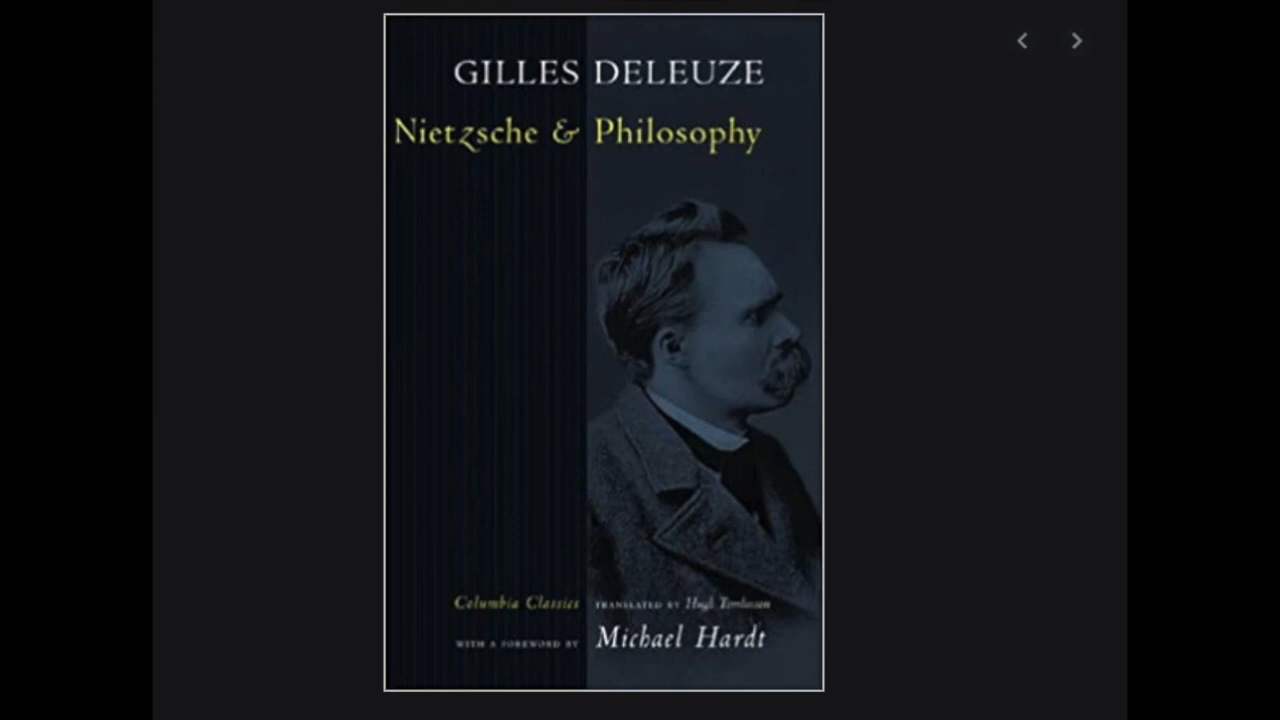 GILLES DELEUZE
Nietzsche & Philosophy
Columbia Classics TRANSLATED BY Hugh Tomlinson
WITH A FOREWORD BY Michael Hardt